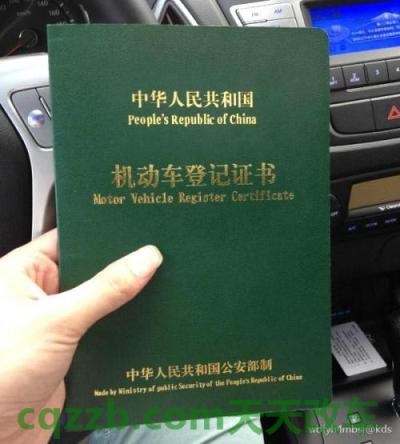 中华人民共和国
People's Republic of China
机动车登记证书
Motor Vehicle Register Certificate
中华人民共和国公安部制
Made by Ministry of public Security of the People's Republic of China
cqzzb.com天天改车